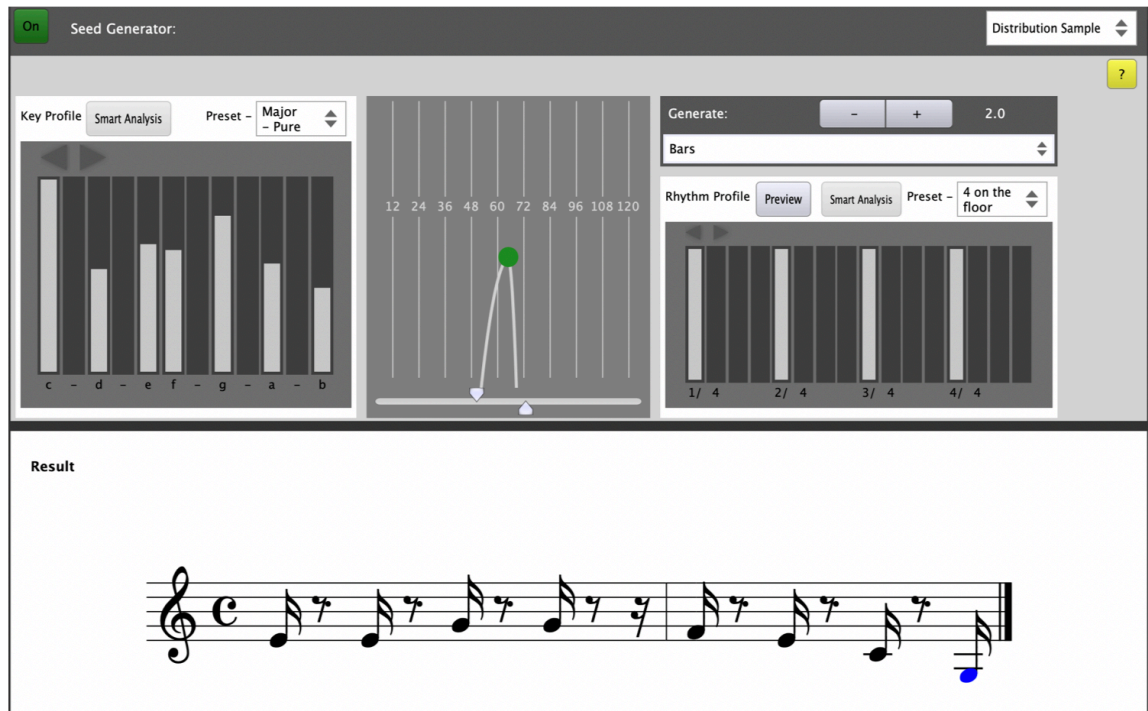 On Seed Generator: Distribution Sample
?
Key Profile Smart Analysis Preset – Major – Pure
Generate: – + 2.0
Bars
Rhythm Profile Preview Smart Analysis Preset – 4 on the floor
12 24 36 48 60 72 84 96 108 120
c – d – e f – g – a – b
1/ 4 2/ 4 3/ 4 4/ 4
Result